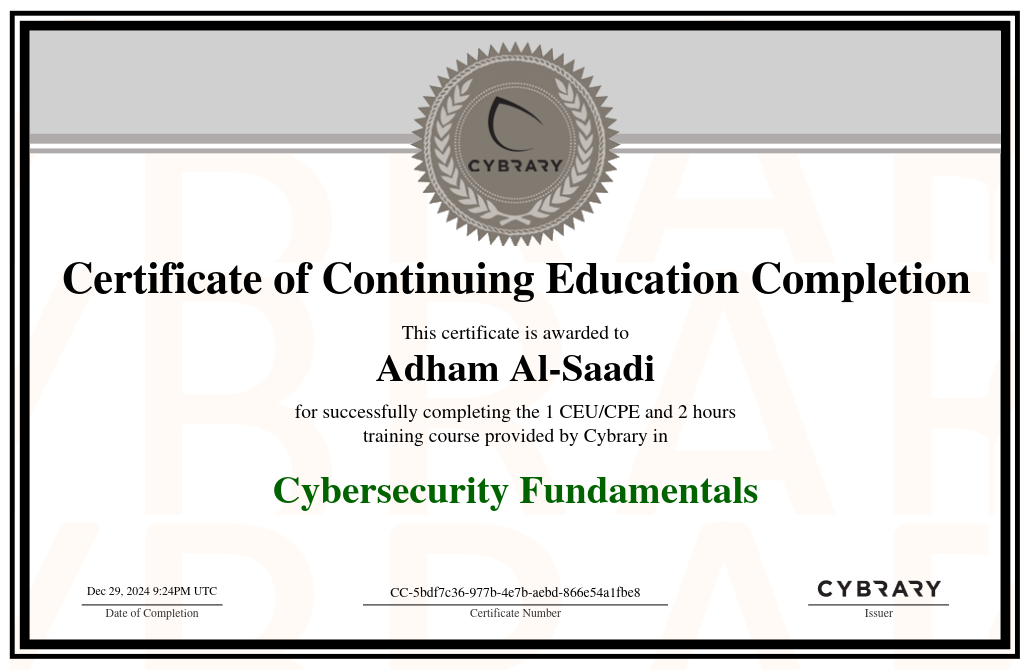 CYBRARY
Certificate of Continuing Education Completion
This certificate is awarded to
Adham Al-Saadi
for successfully completing the 1 CEU/CPE and 2 hours
training course provided by Cybrary in
Cybersecurity Fundamentals
Dec 29, 2024 9:24PM UTC
Date of Completion
CC-5bdf7c36-977b-4e7b-aebd-866e54a1fbe8
Certificate Number
CYBRARY
Issuer